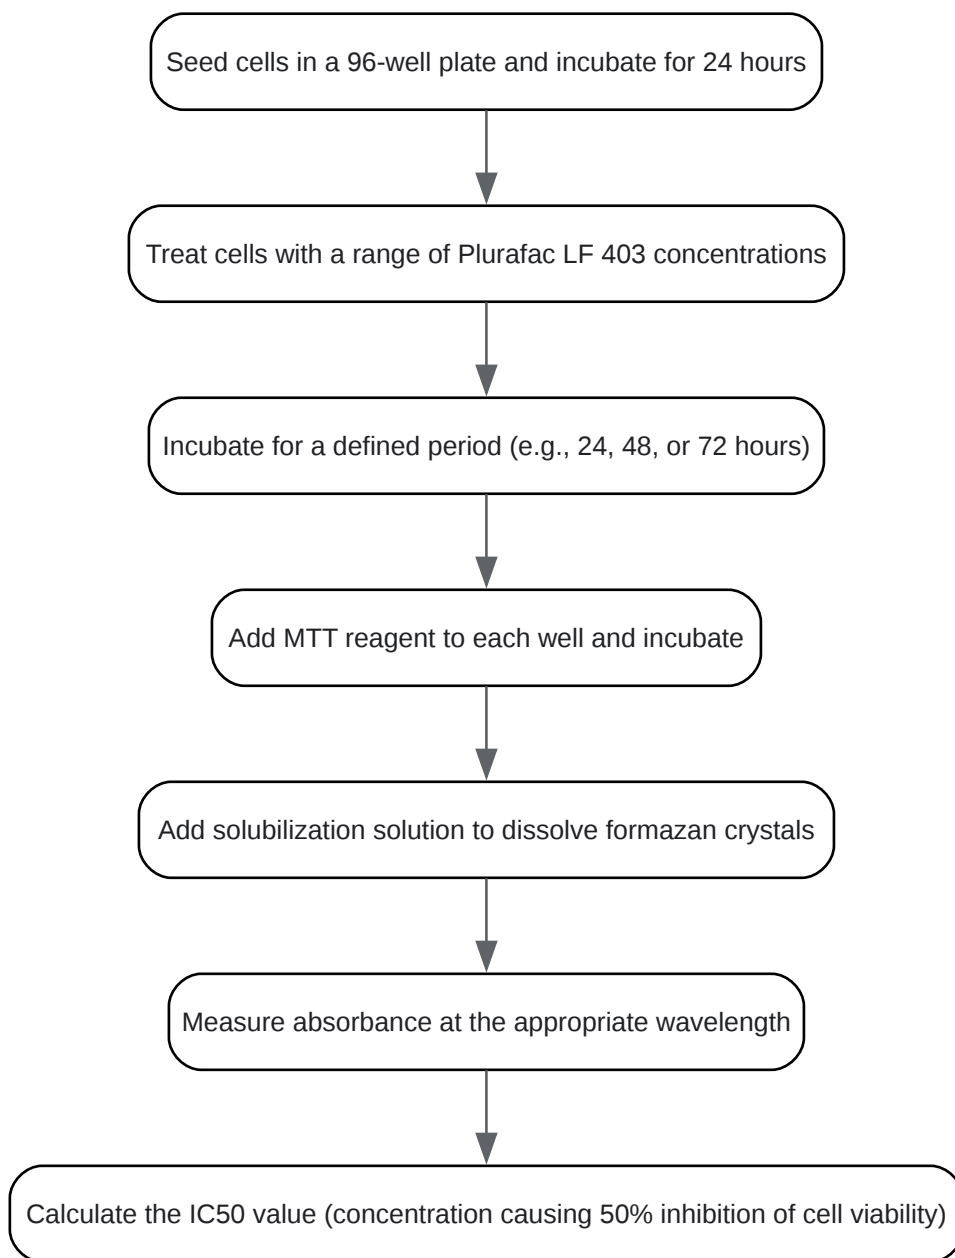 Seed cells in a 96-well plate and incubate for 24 hours
Treat cells with a range of Plurafac LF 403 concentrations
Incubate for a defined period (e.g., 24, 48, or 72 hours)
Add MTT reagent to each well and incubate
Add solubilization solution to dissolve formazan crystals
Measure absorbance at the appropriate wavelength
Calculate the IC50 value (concentration causing 50% inhibition of cell viability)